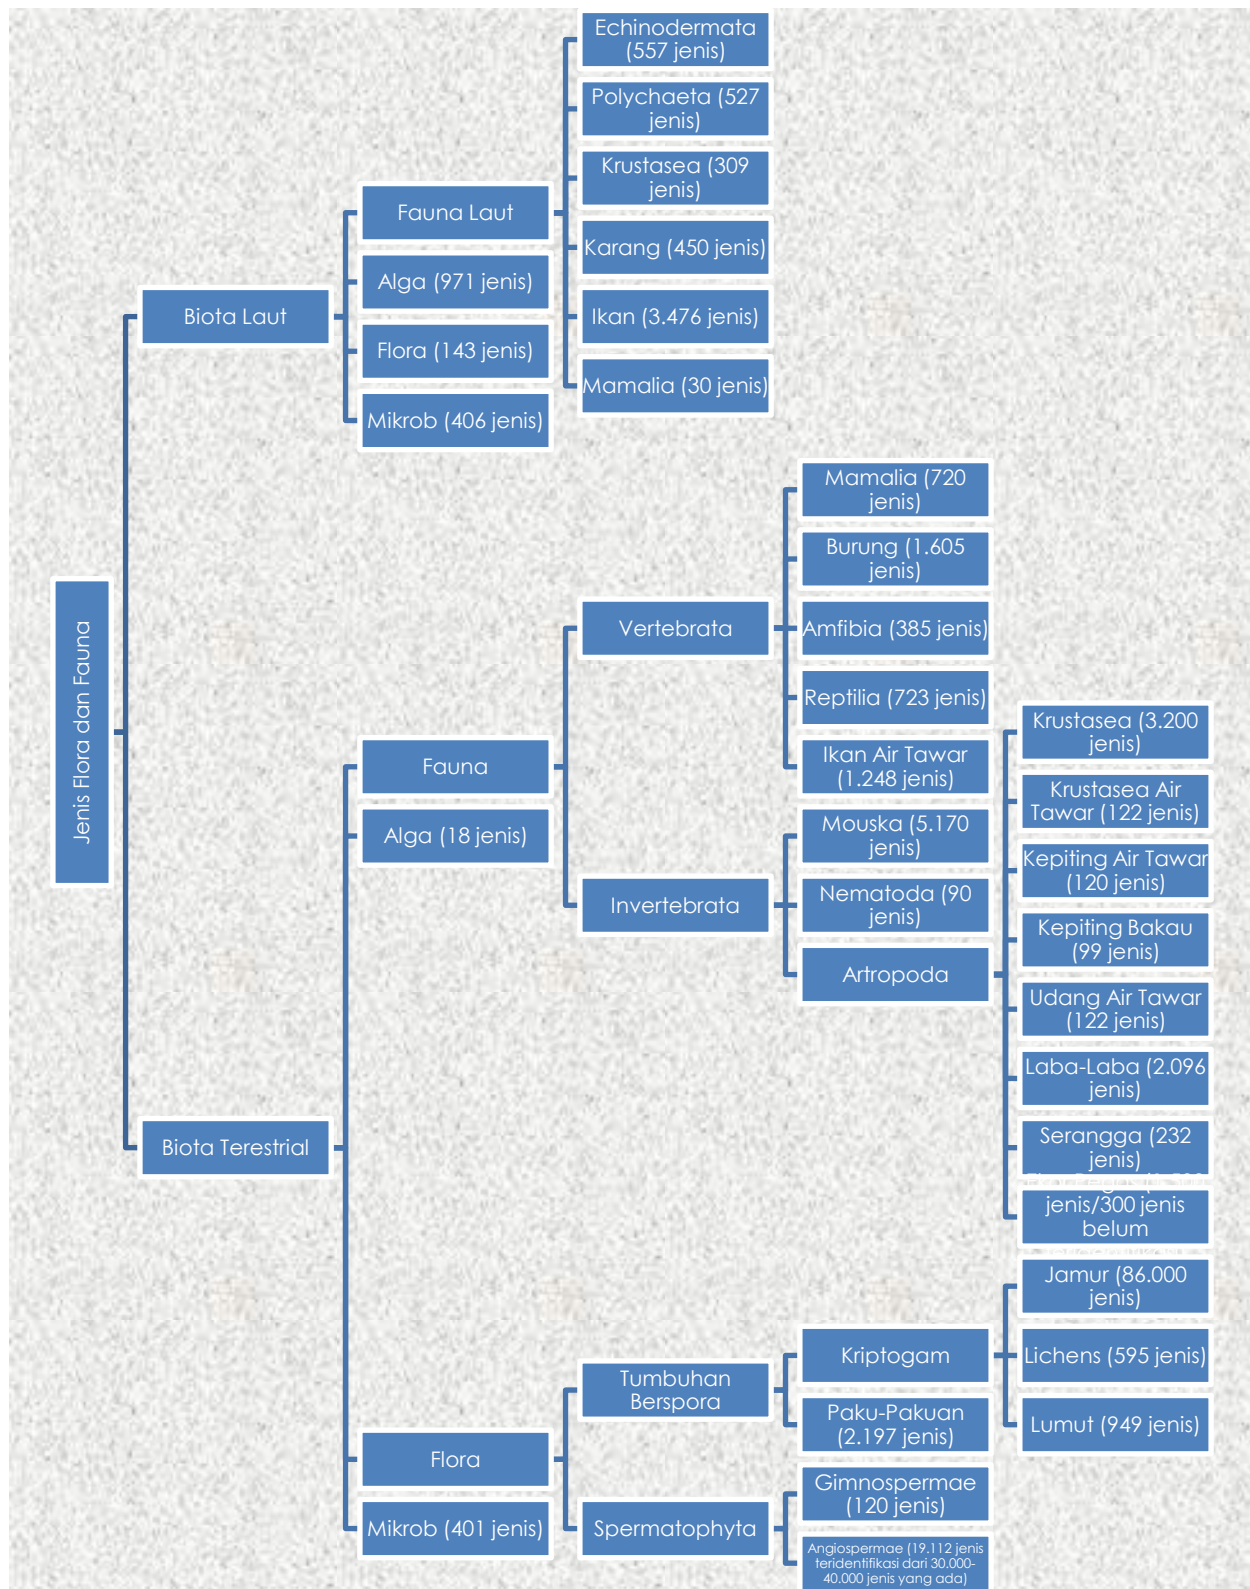 Jenis Flora dan Fauna
Biota Laut
Fauna Laut
Echinodermata
(557 jenis)
Polychaeta (527
jenis)
Krustasea (309
jenis)
Karang (450 jenis)
Ikan (3.476 jenis)
Mamalia (30 jenis)
Alga (971 jenis)
Flora (143 jenis)
Mikrob (406 jenis)
Biota Terestrial
Fauna
Vertebrata
Mamalia (720
jenis)
Burung (1.605
jenis)
Amfibia (385 jenis)
Reptilia (723 jenis)
Ikan Air Tawar
(1.248 jenis)
Invertebrata
Mouska (5.170
jenis)
Nematoda (90
jenis)
Artropoda
Krustasea (3.200
jenis)
Krustasea Air
Tawar (122 jenis)
Kepiting Air Tawar
(120 jenis)
Kepiting Bakau
(99 jenis)
Udang Air Tawar
(122 jenis)
Laba-Laba (2.096
jenis)
Serangga (232
jenis)
jenis/300 jenis
belum
Alga (18 jenis)
Flora
Tumbuhan
Berspora
Kriptogam
Jamur (86.000
jenis)
Lichens (595 jenis)
Lumut (949 jenis)
Paku-Pakuan
(2.197 jenis)
Spermatophyta
Gimnospermae
(120 jenis)
Angiospermae (19.112 jenis
teridentifikasi dari 30.000-
40.000 jenis yang ada)
Mikrob (401 jenis)